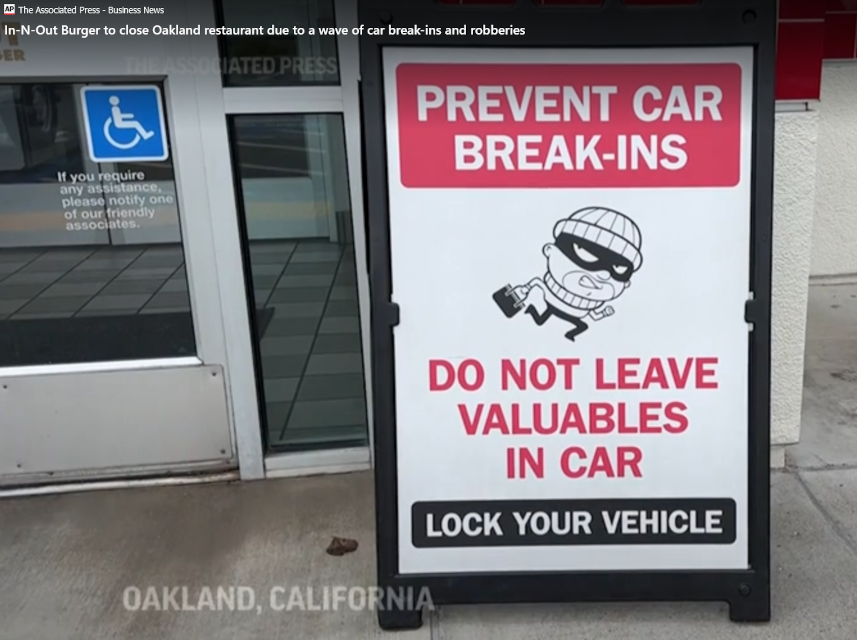 AP The Associated Press - Business News
In-N-Out Burger to close Oakland restaurant due to a wave of car break-ins and robberies
THE ASSOCIATED PRESS
If you require
any assistance,
please notify one
of our friendly
associates.
PREVENT CAR
BREAK-INS
DO NOT LEAVE
VALUABLES
IN CAR
LOCK YOUR VEHICLE
OAKLAND, CALIFORNIA